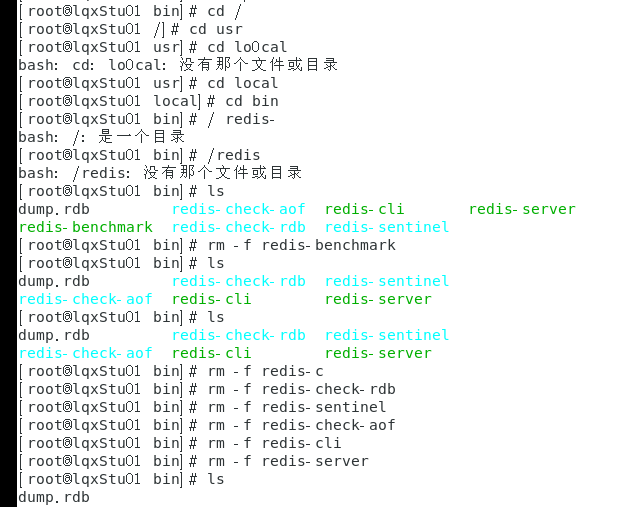 [root@lqxStu01 bin]# cd /
[root@lqxStu01 /]# cd usr
[root@lqxStu01 usr]# cd lo0cal
bash: cd: lo0cal: 没有那个文件或目录
[root@lqxStu01 usr]# cd local
[root@lqxStu01 local]# cd bin
[root@lqxStu01 bin]# / redis-
bash: /: 是一个目录
[root@lqxStu01 bin]# /redis
bash: /redis: 没有那个文件或目录
[root@lqxStu01 bin]# ls
dump.rdb redis-check-aof redis-cli redis-server
redis-benchmark redis-check-rdb redis-sentinel
[root@lqxStu01 bin]# rm -f redis-benchmark
[root@lqxStu01 bin]# ls
dump.rdb redis-check-rdb redis-sentinel
redis-check-aof redis-cli redis-server
[root@lqxStu01 bin]# ls
dump.rdb redis-check-rdb redis-sentinel
redis-check-aof redis-cli redis-server
[root@lqxStu01 bin]# rm -f redis-c
[root@lqxStu01 bin]# rm -f redis-check-rdb
[root@lqxStu01 bin]# rm -f redis-sentinel
[root@lqxStu01 bin]# rm -f redis-check-aof
[root@lqxStu01 bin]# rm -f redis-cli
[root@lqxStu01 bin]# rm -f redis-server
[root@lqxStu01 bin]# ls
dump.rdb